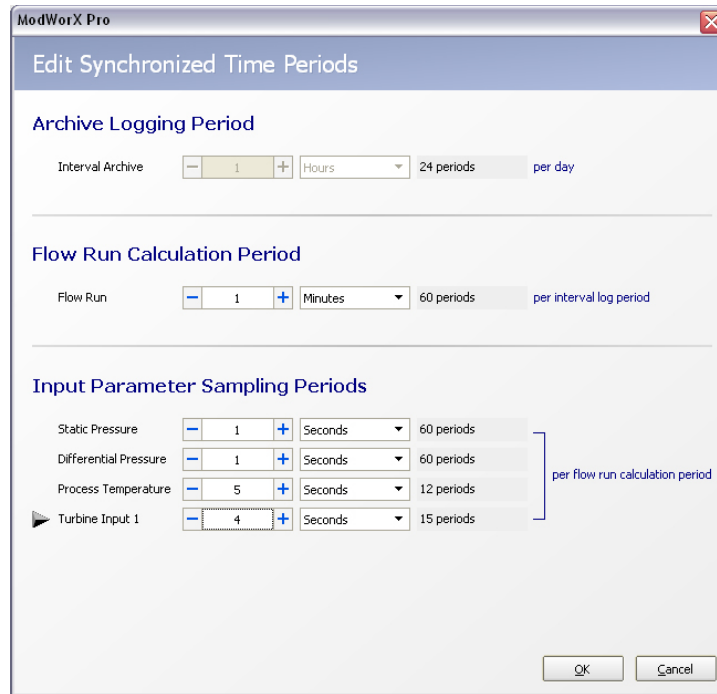 ModWorX Pro
Edit Synchronized Time Periods
Archive Logging Period
Interval Archive 1 Hours 24 periods per day
Flow Run Calculation Period
Flow Run 1 Minutes 60 periods per interval log period
Input Parameter Sampling Periods
Static Pressure 1 Seconds 60 periods
Differential Pressure 1 Seconds 60 periods
per flow run calculation period
Process Temperature 5 Seconds 12 periods
Turbine Input 1 4 Seconds 15 periods
OK Cancel